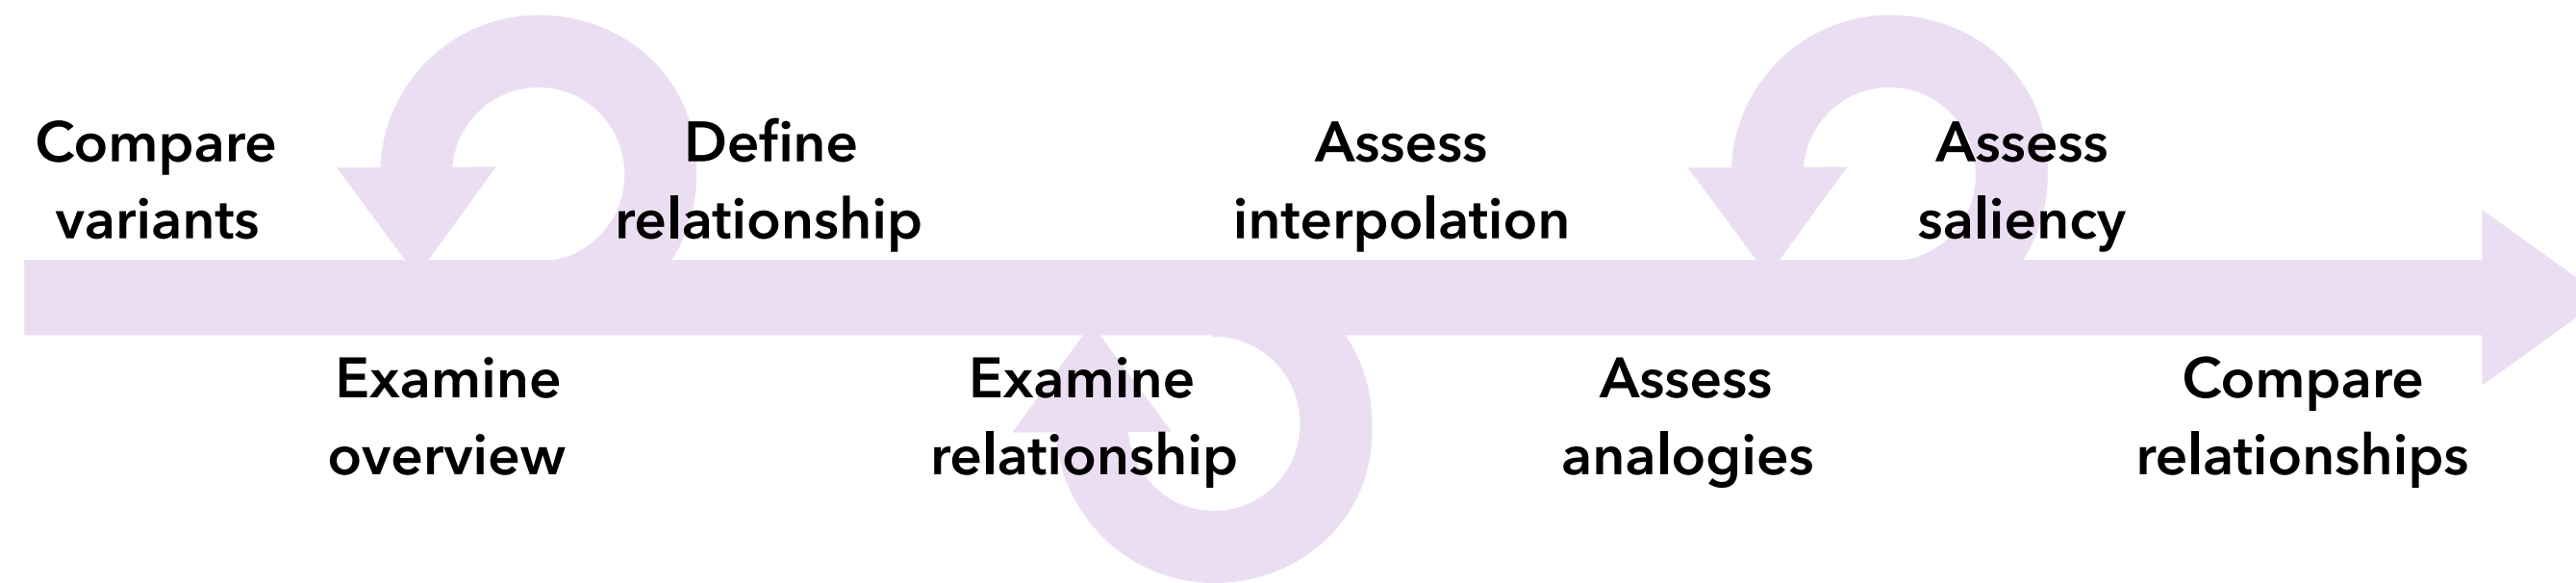 Compare
variants
Examine
overview
Define
relationship
Examine
relationship
Assess
interpolation
Assess
analogies
Assess
saliency
Compare
relationships